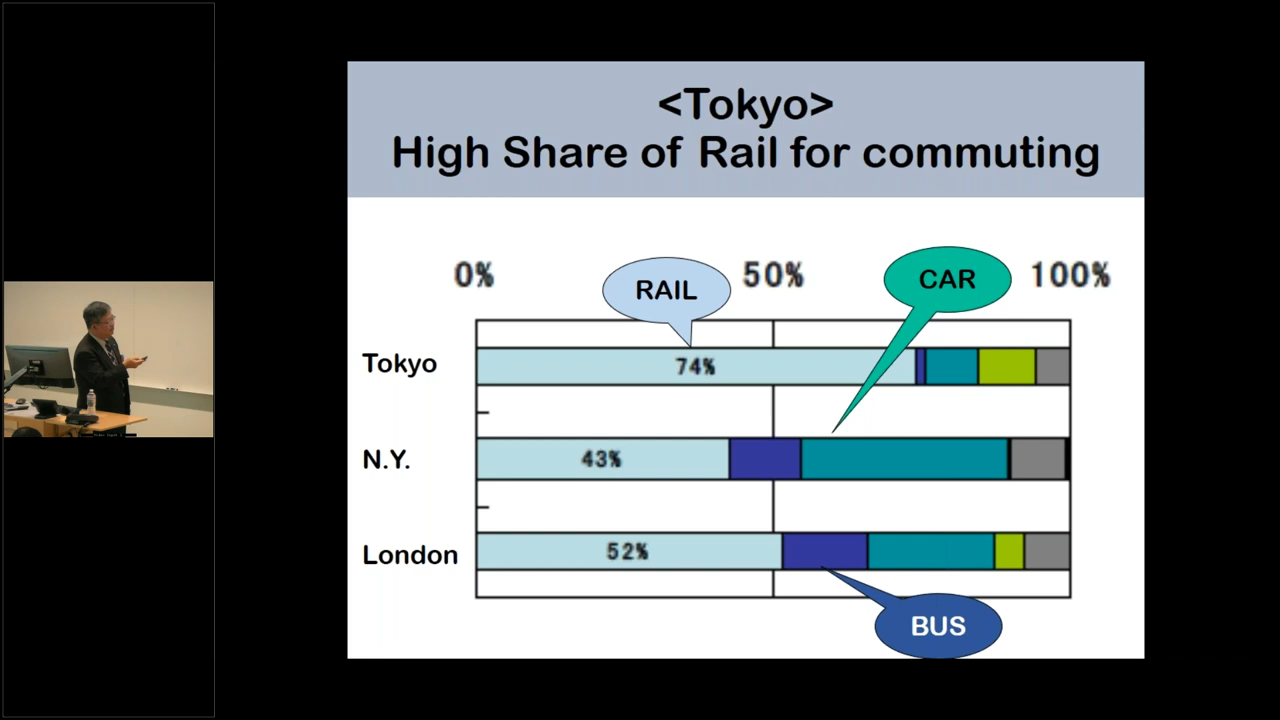 <Tokyo>
High Share of Rail for commuting
0%
50%
100%
RAIL
CAR
Tokyo
74%
N.Y.
43%
London
52%
BUS